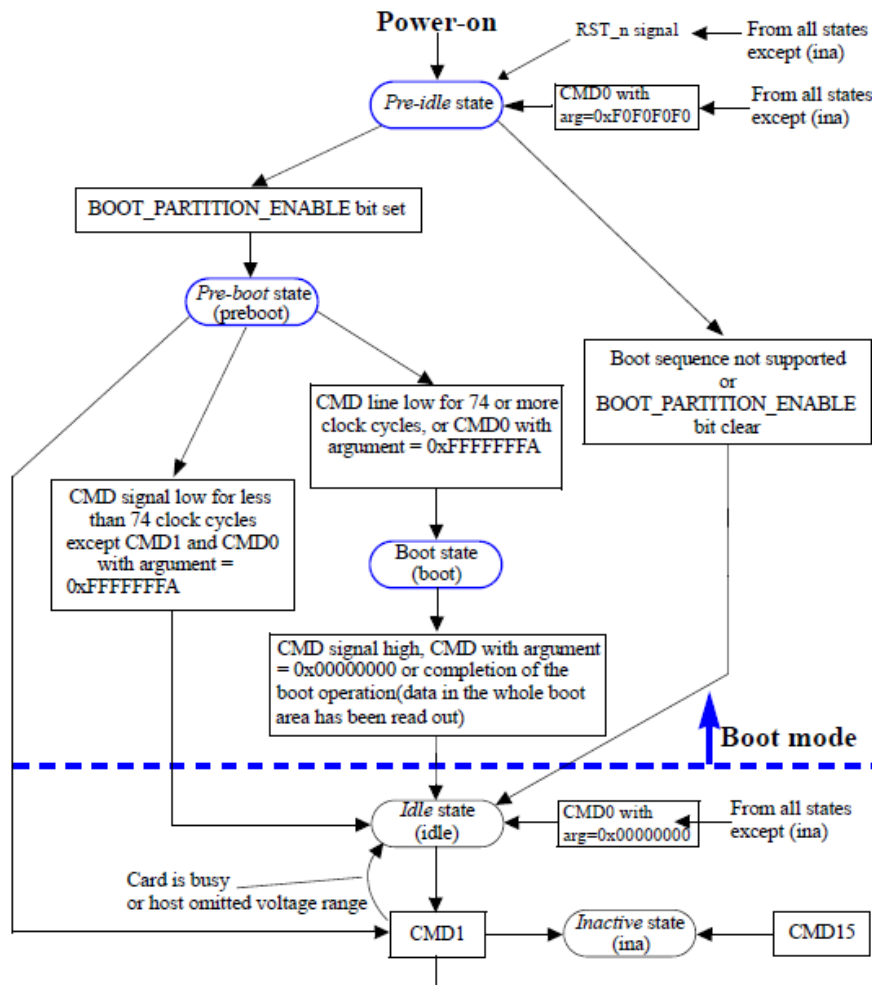 Power-on
RST_n signal
From all states
except (ina)
Pre-idle state
CMD0 with
arg=0xF0F0F0F0
From all states
except (ina)
BOOT_PARTITION_ENABLE bit set
Pre-boot state
(preboot)
Boot sequence not supported
or
BOOT_PARTITION_ENABLE
bit clear
CMD line low for 74 or more
clock cycles, or CMD0 with
argument = 0xFFFFFFFA
CMD signal low for less
than 74 clock cycles
except CMD1 and CMD0
with argument =
0xFFFFFFFA
Boot state
(boot)
CMD signal high, CMD with argument
= 0x00000000 or completion of the
boot operation(data in the whole boot
area has been read out)
Boot mode
Idle state
(idle)
CMD0 with
arg=0x00000000
From all states
except (ina)
Card is busy
or host omitted voltage range
CMD1
Inactive state
(ina)
CMD15